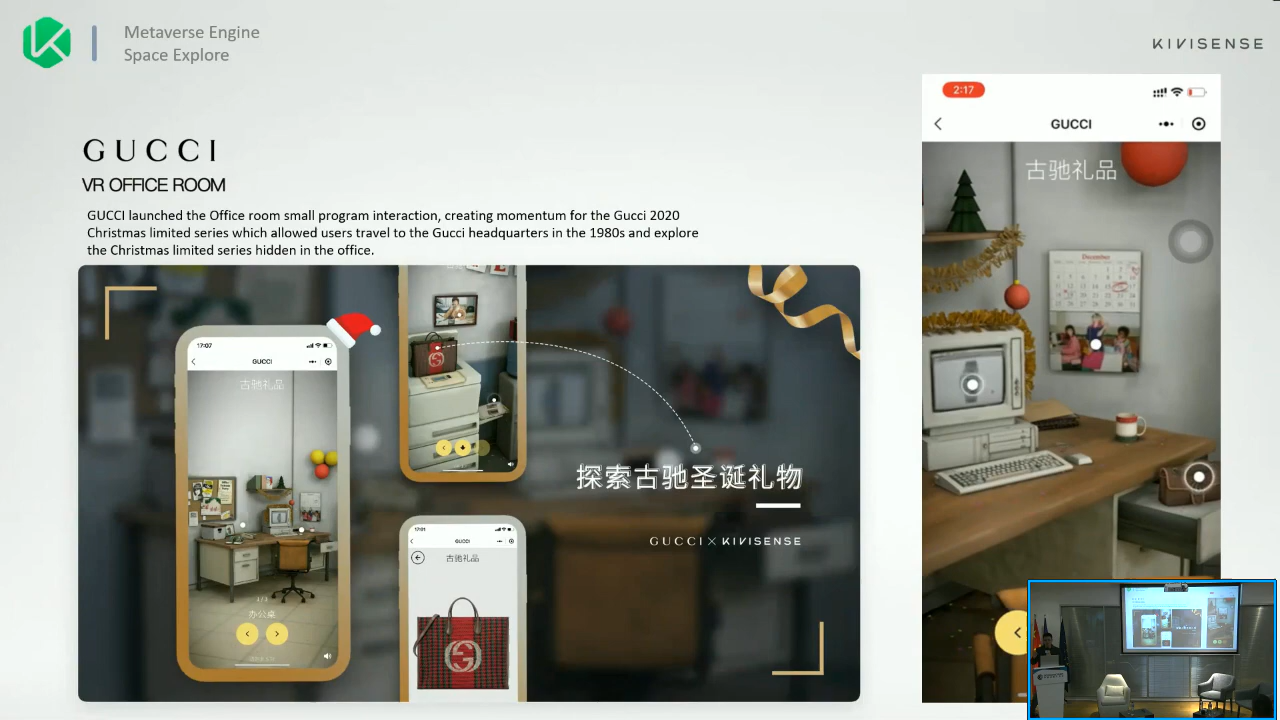 Metaverse Engine
Space Explore
KIVISENSE
GUCCI
VR OFFICE ROOM
GUCCI launched the Office room small program interaction, creating momentum for the Gucci 2020
Christmas limited series which allowed users travel to the Gucci headquarters in the 1980s and explore
the Christmas limited series hidden in the office.
17:07
GUCCI
古驰礼品
1/3
办公桌
17:01
GUCCI
古驰礼品
探索古驰圣诞礼物
GUCCI × KIVISENSE
2:17
GUCCI
古驰礼品
December